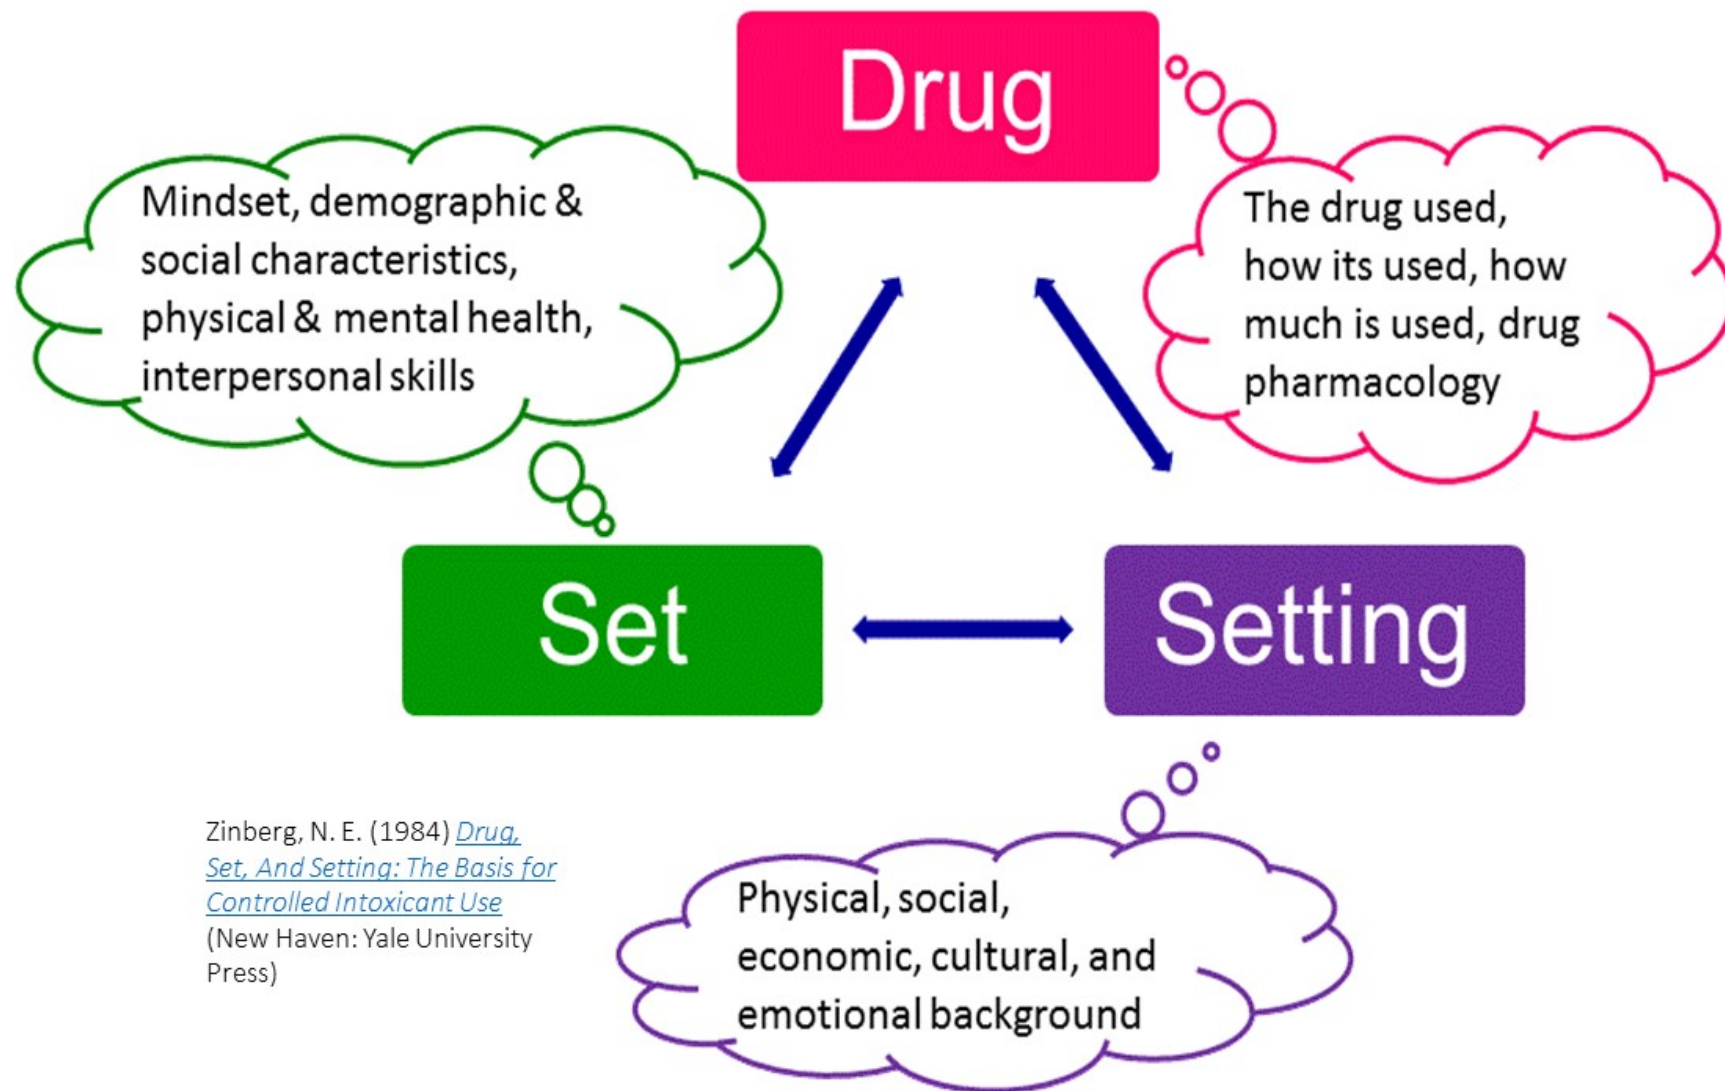 Drug
Mindset, demographic &
social characteristics,
physical & mental health,
interpersonal skills
The drug used,
how its used, how
much is used, drug
pharmacology
Set
Setting
Zinberg, N. E. (1984) Drug,
Set, And Setting: The Basis for
Controlled Intoxicant Use
(New Haven: Yale University
Press)
Physical, social,
economic, cultural, and
emotional background